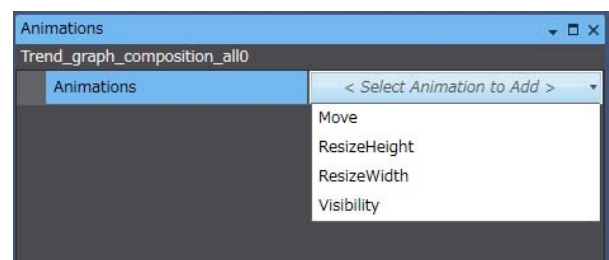 Animations
Trend_graph_composition_all0
Animations < Select Animation to Add >
Move
ResizeHeight
ResizeWidth
Visibility